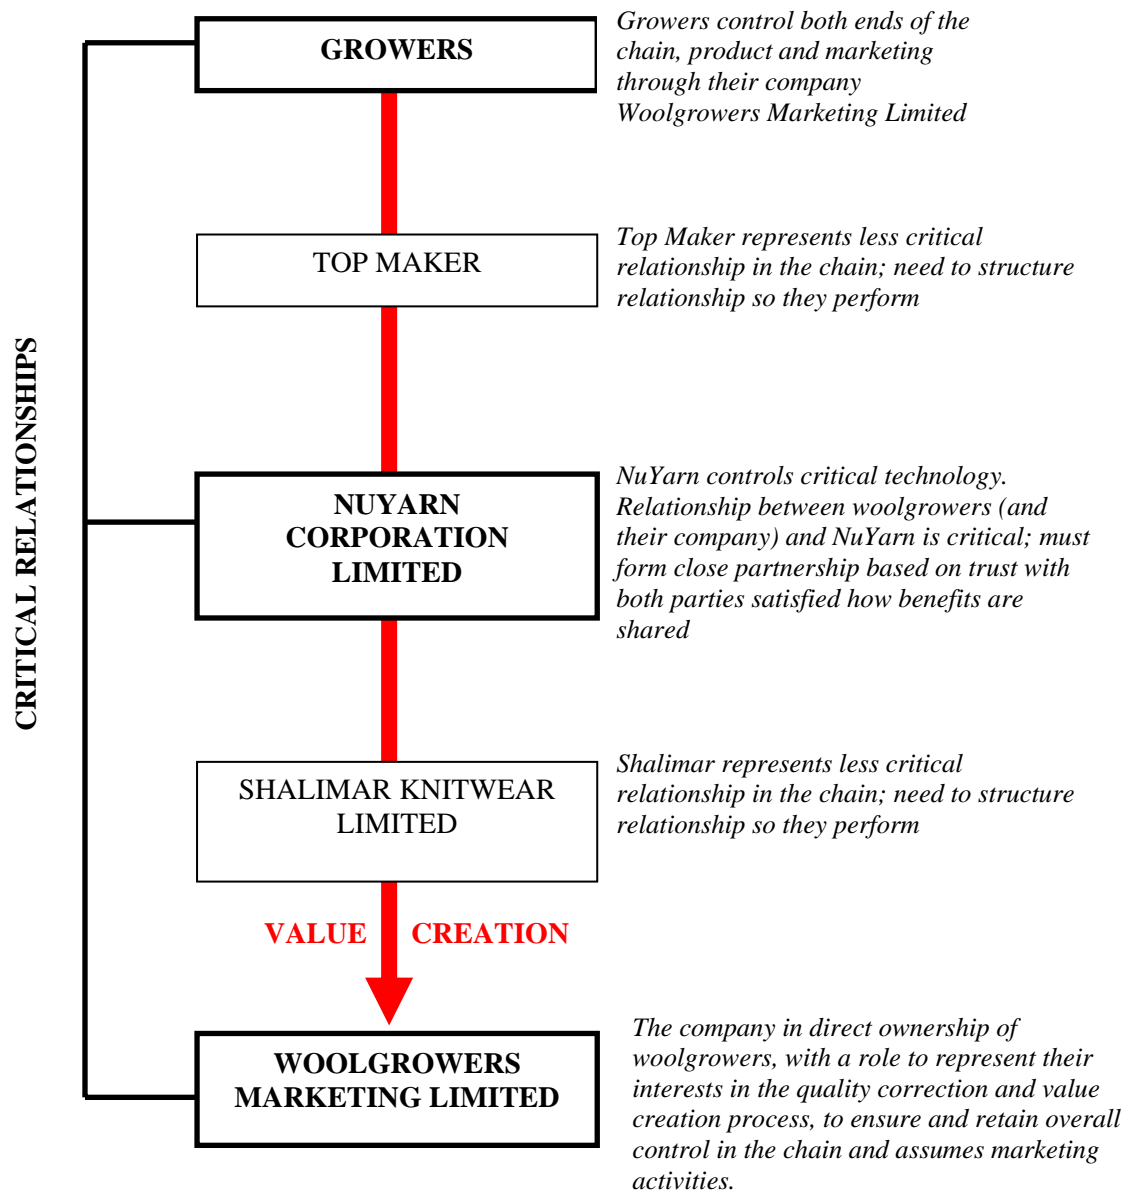 GROWERS
Growers control both ends of the
chain, product and marketing
through their company
Woolgrowers Marketing Limited
TOP MAKER
Top Maker represents less critical
relationship in the chain; need to structure
relationship so they perform
CRITICAL RELATIONSHIPS
NUYARN
CORPORATION
LIMITED
NuYarn controls critical technology.
Relationship between woolgrowers (and
their company) and NuYarn is critical; must
form close partnership based on trust with
both parties satisfied how benefits are
shared
SHALIMAR KNITWEAR
LIMITED
Shalimar represents less critical
relationship in the chain; need to structure
relationship so they perform
VALUE CREATION
WOOLGROWERS
MARKETING LIMITED
The company in direct ownership of
woolgrowers, with a role to represent their
interests in the quality correction and value
creation process, to ensure and retain overall
control in the chain and assumes marketing
activities.